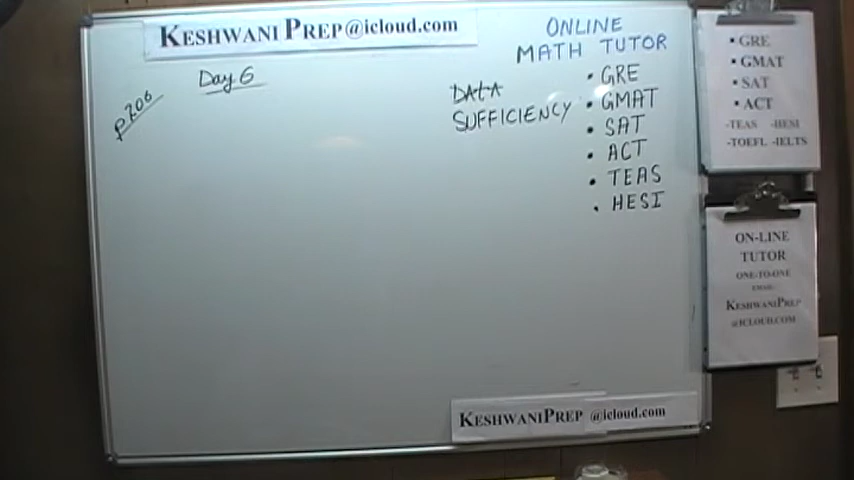 KESHWANI PREP@icloud.com
Day 6
p206
DATA
SUFFICIENCY
ONLINE
MATH TUTOR
• GRE
• GMAT
• SAT
• ACT
• TEAS
• HESI
• GRE
• GMAT
• SAT
• ACT
-TEAS -HESI
-TOEFL -IELTS
ON-LINE
TUTOR
ONE-TO-ONE
EMAIL:
KESHWANIPREP
@ICLOUD.COM
KESHWANIPREP @icloud.com